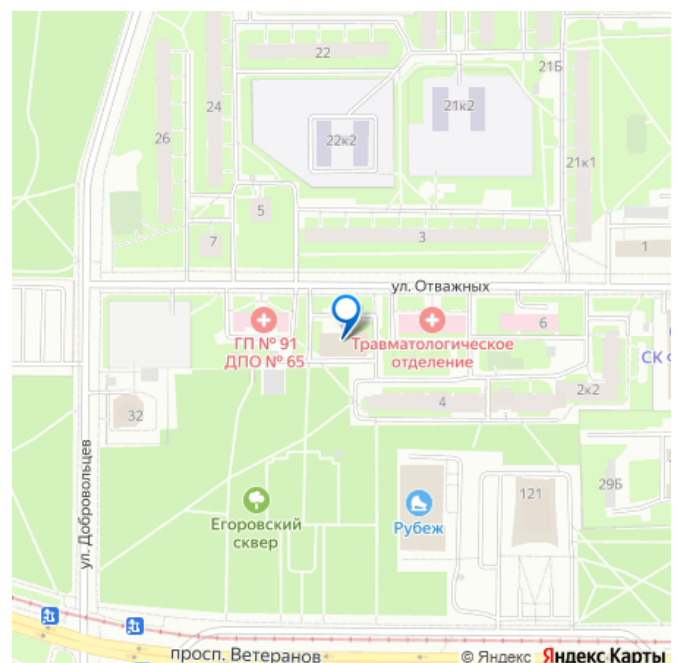 22
21Б
24
21к2
26
22к2
21к1
5
3
7
1
ул. Отважных
6
ГП № 91
ДПО № 65
Травматологическое
отделение
СК
2к2
4
32
ул. Добровольцев
121
29Б
Егоровский
сквер
Рубеж
просп. Ветеранов
© Яндекс Яндекс Карты